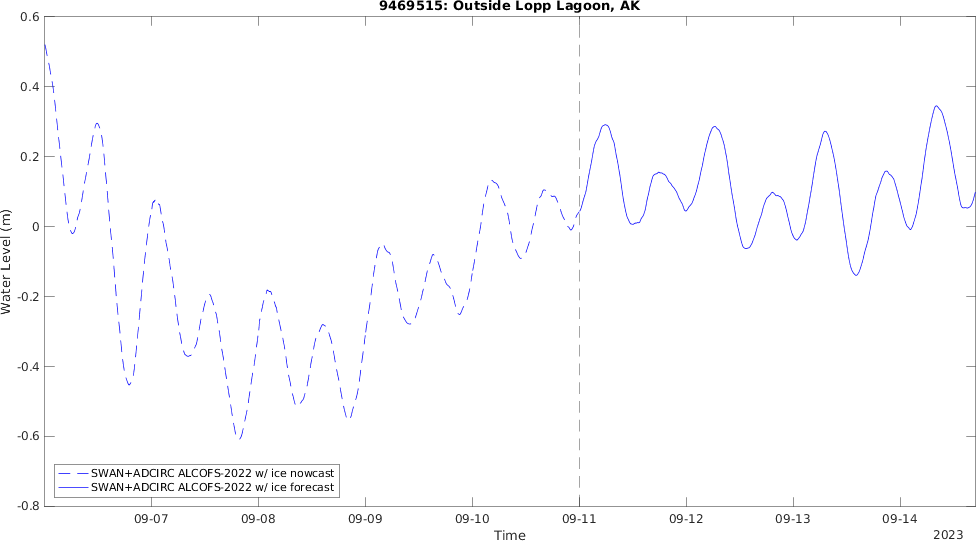 9469515: Outside Lopp Lagoon, AK
0.6
0.4
0.2
0
-0.2
-0.4
-0.6
-0.8
Water Level (m)
SWAN+ADCIRC ALCOFS-2022 w/ ice nowcast
SWAN+ADCIRC ALCOFS-2022 w/ ice forecast
09-07 09-08 09-09 09-10 09-11 09-12 09-13 09-14
Time
2023